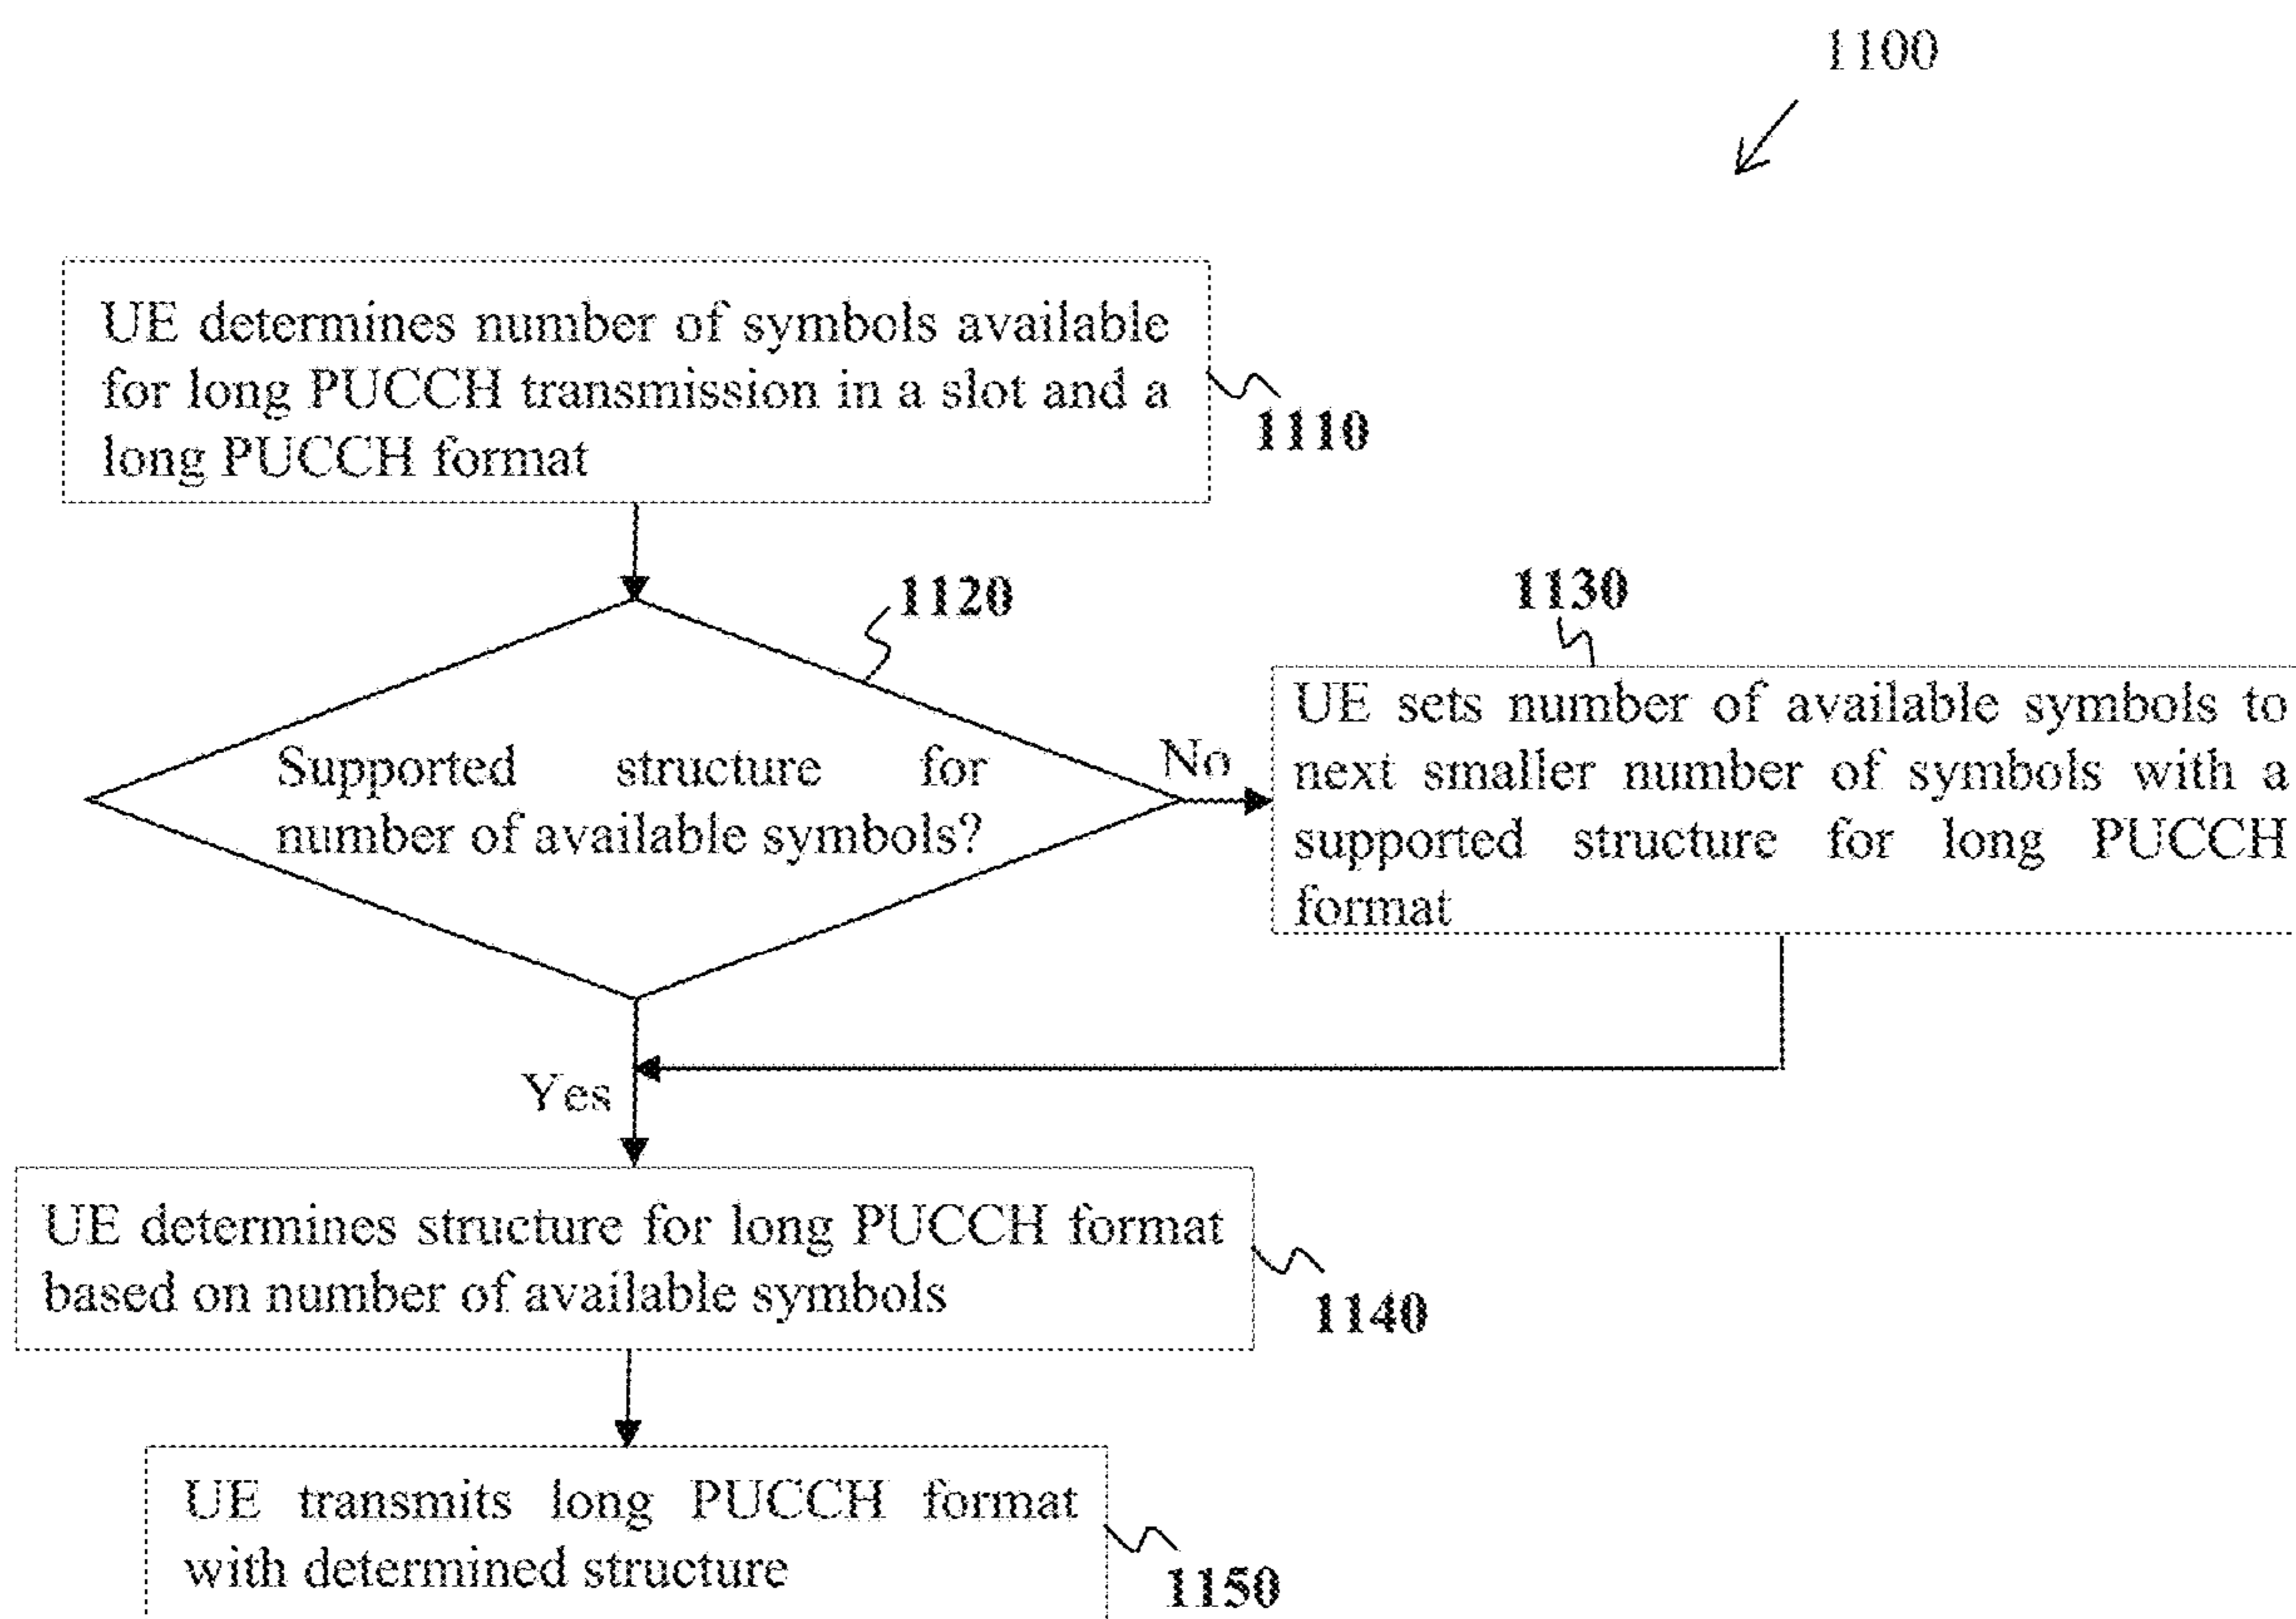 1100
UE determines number of symbols available
for long PUCCH transmission in a slot and a
long PUCCH format
1110
1120
Supported structure for
number of available symbols?
No
1130
UE sets number of available symbols to
next smaller number of symbols with a
supported structure for long PUCCH
format
Yes
UE determines structure for long PUCCH format
based on number of available symbols
1140
UE transmits long PUCCH format
with determined structure
1150